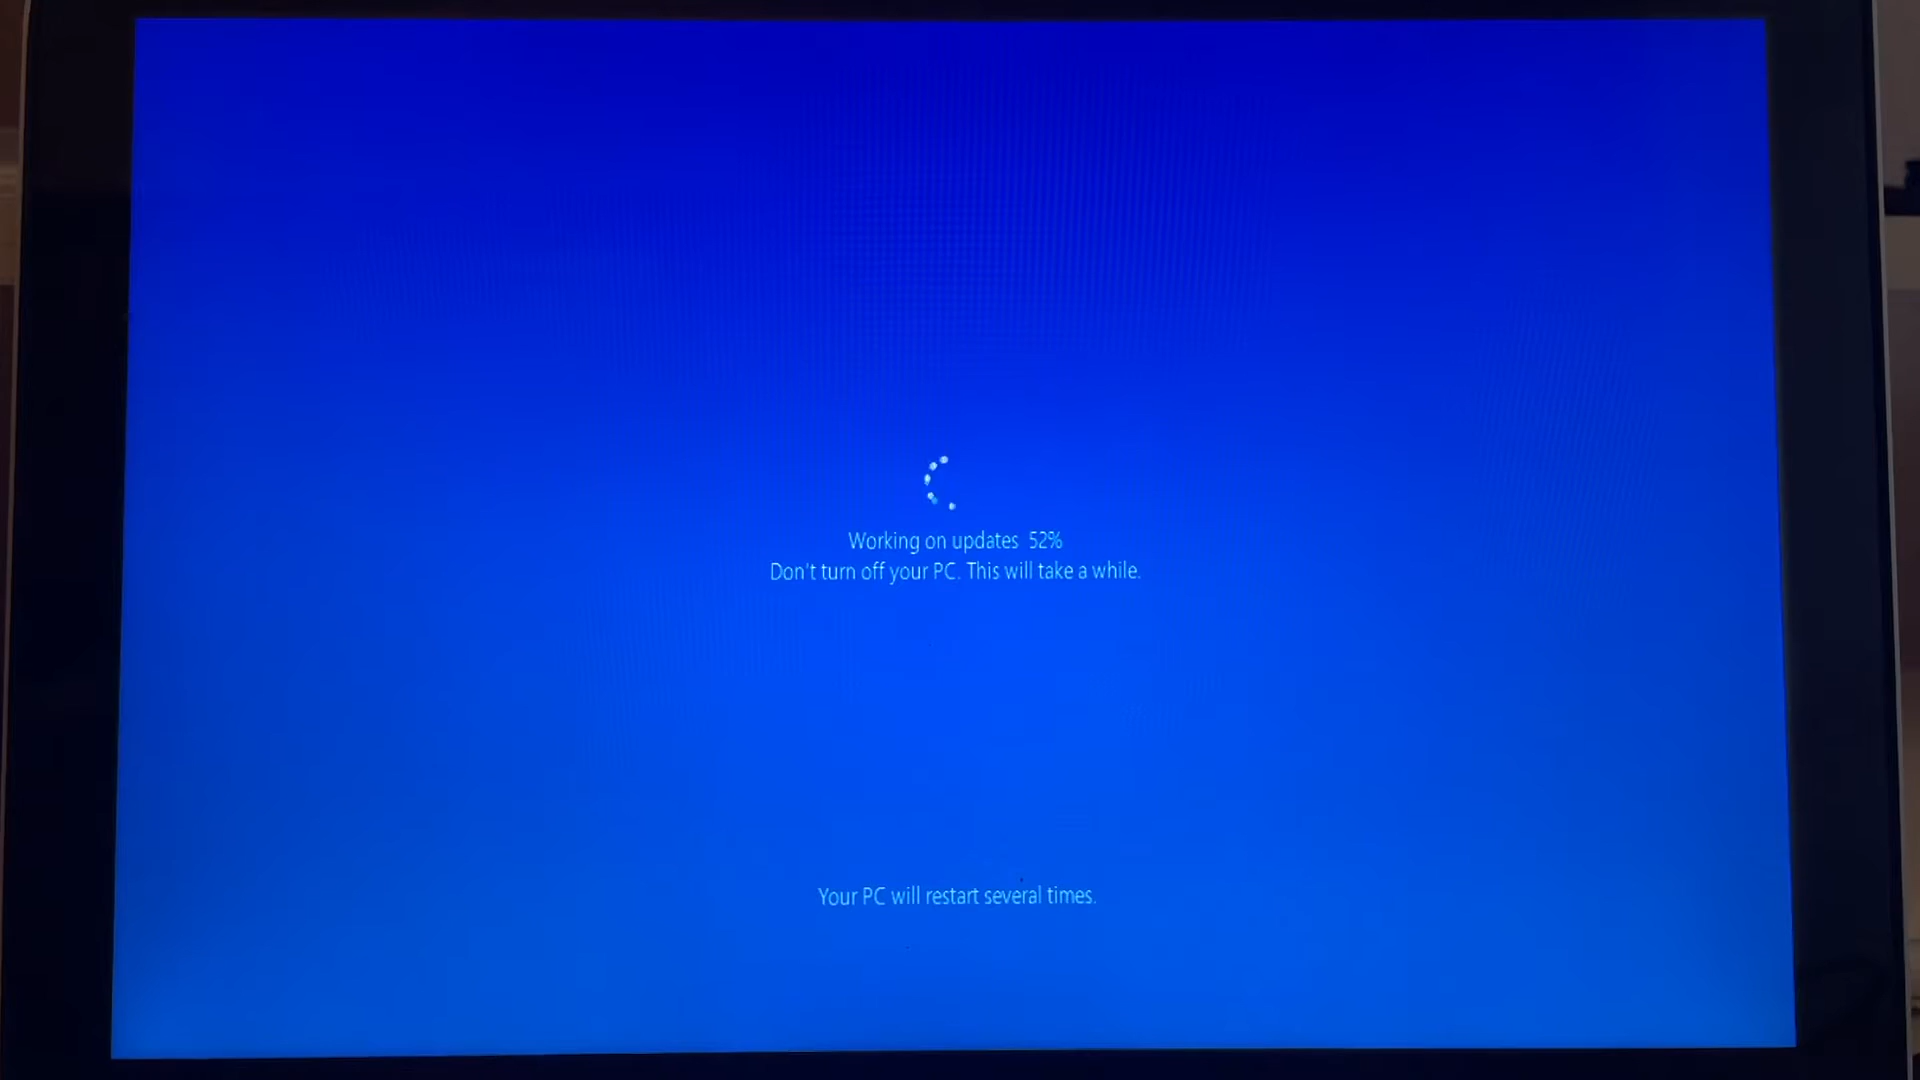 Working on updates 52%
Don't turn off your PC. This will take a while.
Your PC will restart several times.